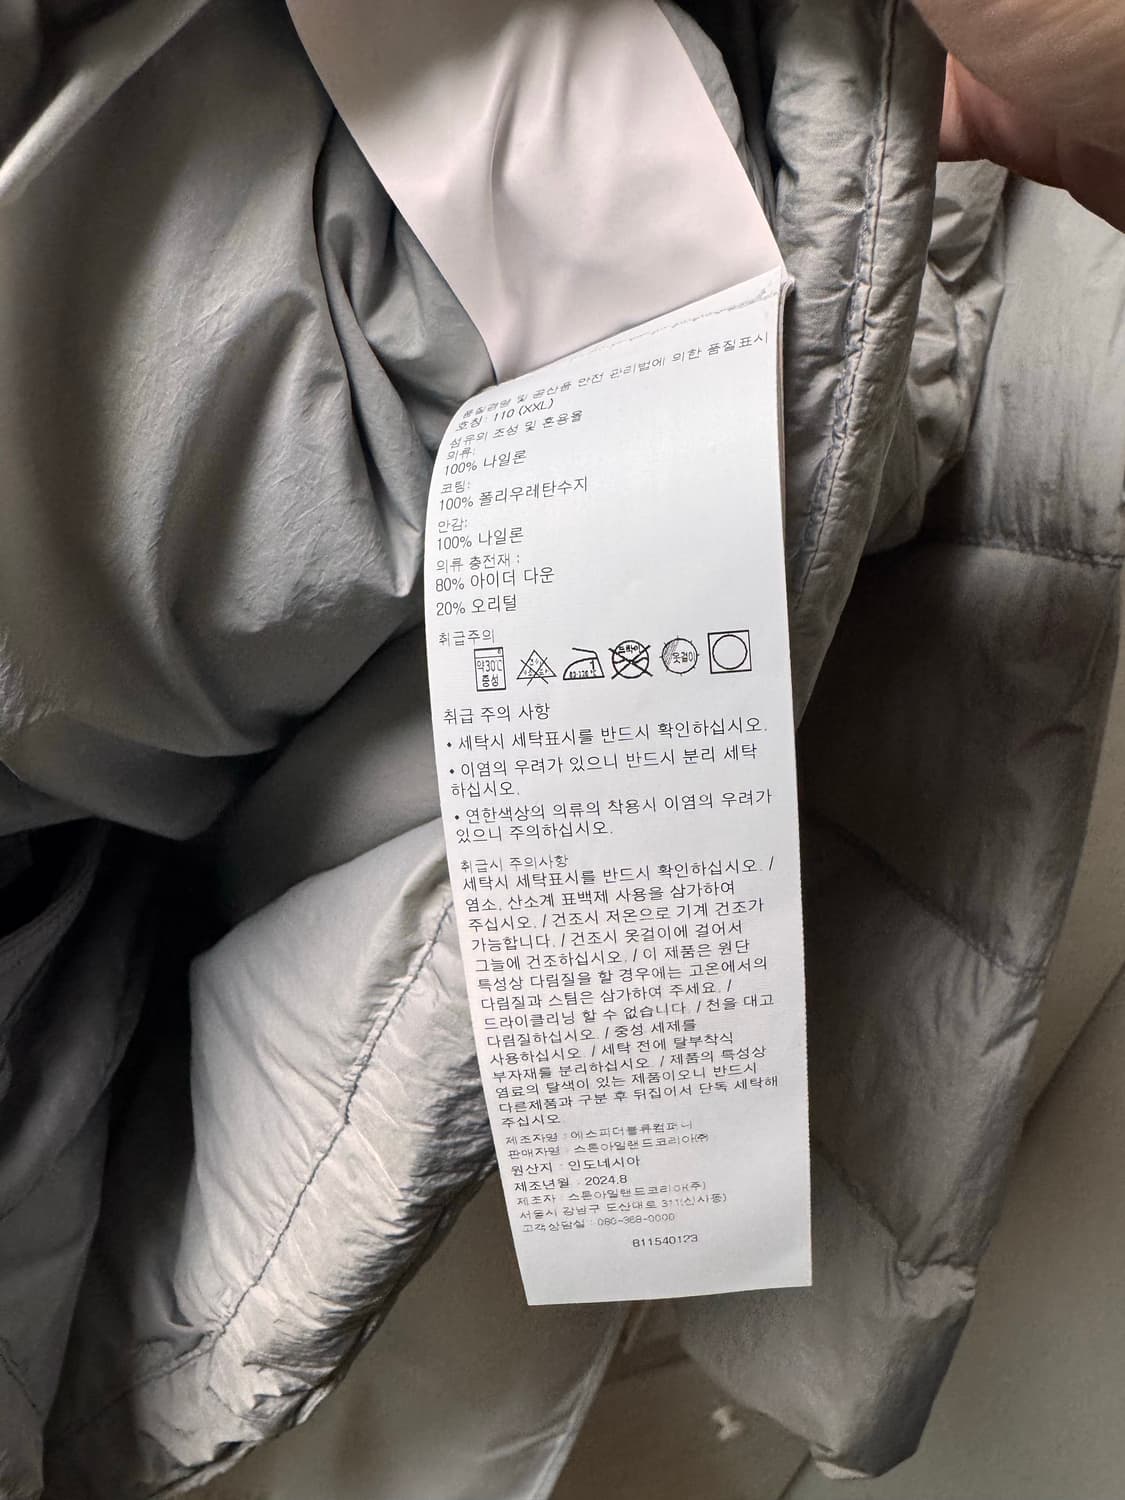 품질경영 및 공산품 안전 관리법에 의한 품질표시
호칭 : 110 (XXL)
섬유의 조성 및 혼용율
의류:
100% 나일론
코팅:
100% 폴리우레탄수지
안감:
100% 나일론
의류 충전재 :
80% 아이더 다운
20% 오리털
취급주의
약30℃ 중성 드라이 옷걸이
취급 주의 사항
• 세탁시 세탁표시를 반드시 확인하십시오.
• 이염의 우려가 있으니 반드시 분리 세탁
하십시오.
• 연한색상의 의류의 착용시 이염의 우려가
있으니 주의하십시오.
취급시 주의사항
세탁시 세탁표시를 반드시 확인하십시오. /
염소, 산소계 표백제 사용을 삼가하여
주십시오. / 건조시 저온으로 기계 건조가
가능합니다. / 건조시 옷걸이에 걸어서
그늘에 건조하십시오. / 이 제품은 원단
특성상 다림질을 할 경우에는 고온에서의
다림질과 스팀은 삼가하여 주세요. /
드라이클리닝 할 수 없습니다. / 천을 대고
다림질하십시오. / 중성 세제를
사용하십시오. / 세탁 전에 탈부착식
부자재를 분리하십시오. / 제품의 특성상
염료의 탈색이 있는 제품이오니 반드시
다른제품과 구분 후 뒤집어서 단독 세탁해
주십시오.
제조자명 : 에스피더블류컴퍼니
판매자명 : 스톤아일랜드코리아㈜
원산지 : 인도네시아
제조년월 : 2024.8
제조자 : 스톤아일랜드코리아(주)
서울시 강남구 도산대로 311(신사동)
고객상담실 : 080-368-0000
811540123